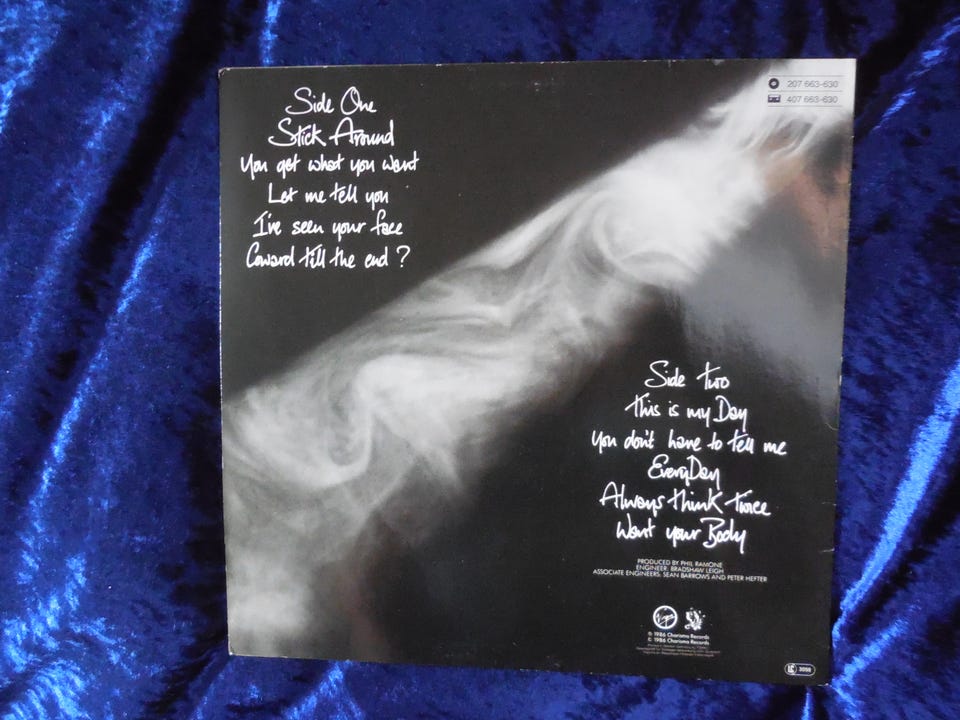 Side One
Stick Around
You get what you want
Let me tell you
I've seen your face
Coward till the end ?
207 663-630
407 663-630
Side Two
This is my Day
You don't have to tell me
EveryDay
Always think twice
Want your Body
PRODUCED BY PHIL RAMONE
ENGINEER: BRADSHAW LEIGH
ASSOCIATE ENGINEERS: SEAN BARROWS AND PETER HEFTER
Virgin
℗ 1986 Charisma Records
© 1986 Charisma Records
LC 3098